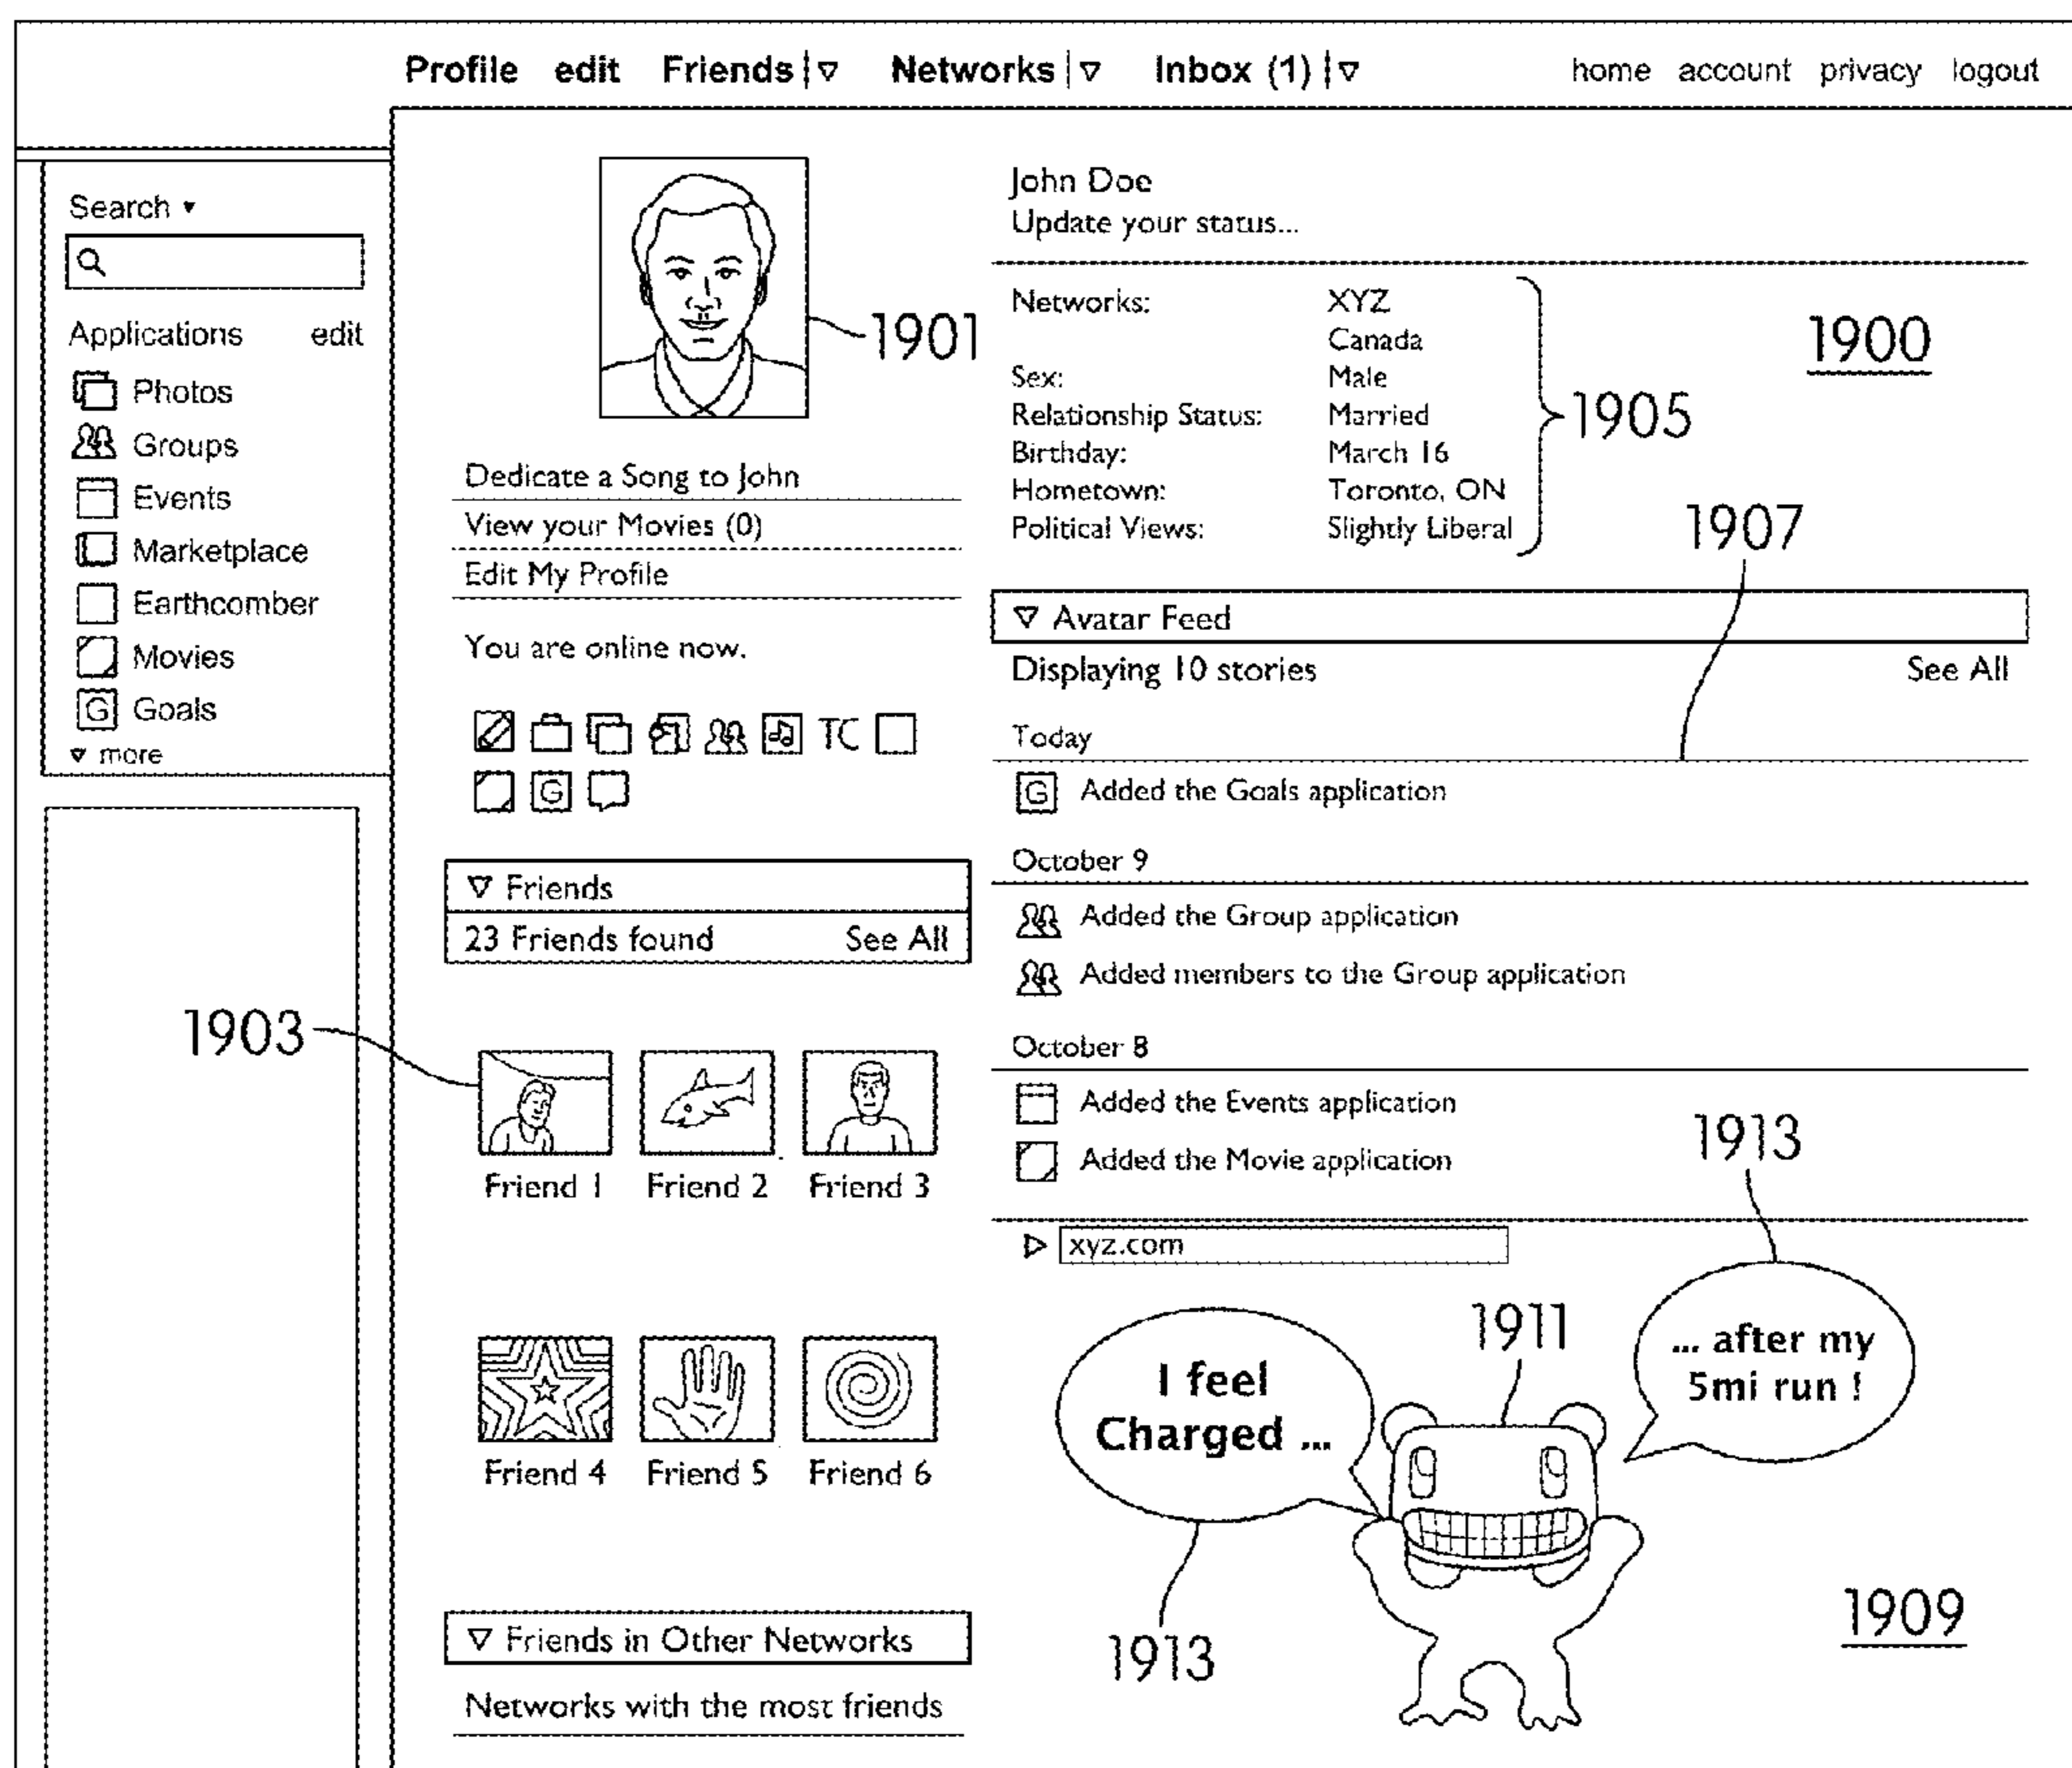 Profile edit Friends Networks Inbox (1) home account privacy logout
Search
Applications edit
Photos
Groups
Events
Marketplace
Earthcomber
Movies
G Goals
more
1901
Dedicate a Song to John
View your Movies (0)
Edit My Profile
You are online now.
TC
G
Friends
23 Friends found See All
1903
Friend 1 Friend 2 Friend 3
Friend 4 Friend 5 Friend 6
Friends in Other Networks
Networks with the most friends
John Doe
Update your status...
Networks: XYZ
Canada
Sex: Male
Relationship Status: Married
Birthday: March 16
Hometown: Toronto, ON
Political Views: Slightly Liberal
1905
1900
1907
Avatar Feed
Displaying 10 stories See All
Today
G Added the Goals application
October 9
Added the Group application
Added members to the Group application
October 8
Added the Events application
Added the Movie application
1913
xyz.com
1911
I feel
Charged ...
... after my
5mi run !
1913
1909